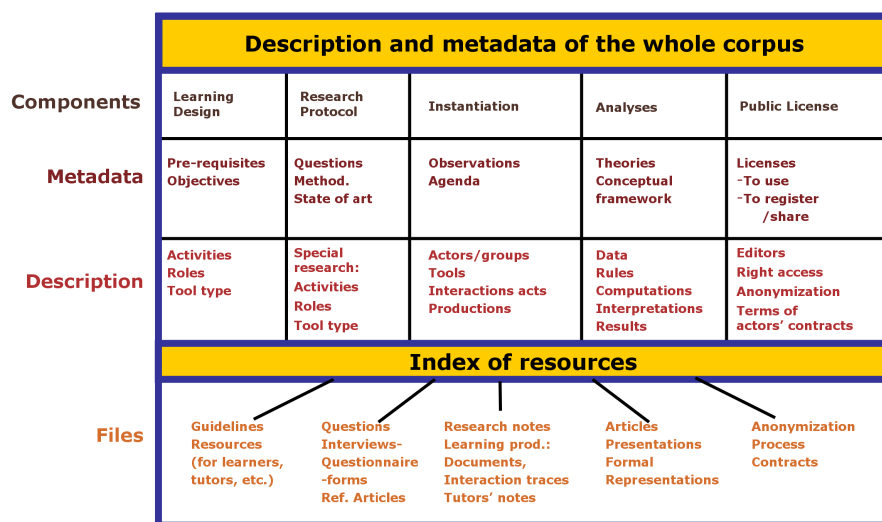 Description and metadata of the whole corpus
Components
Learning
Design
Research
Protocol
Instantiation
Analyses
Public License
Metadata
Pre-requisites
Objectives
Questions
Method.
State of art
Observations
Agenda
Theories
Conceptual
framework
Licenses
-To use
-To register
/share
Description
Activities
Roles
Tool type
Special
research:
Activities
Roles
Tool type
Actors/groups
Tools
Interactions acts
Productions
Data
Rules
Computations
Interpretations
Results
Editors
Right access
Anonymization
Terms of
actors’ contracts
Index of resources
Files
Guidelines
Resources
(for learners,
tutors, etc.)
Questions
Interviews-
Questionnaire
-forms
Ref. Articles
Research notes
Learning prod.:
Documents,
Interaction traces
Tutors’ notes
Articles
Presentations
Formal
Representations
Anonymization
Process
Contracts